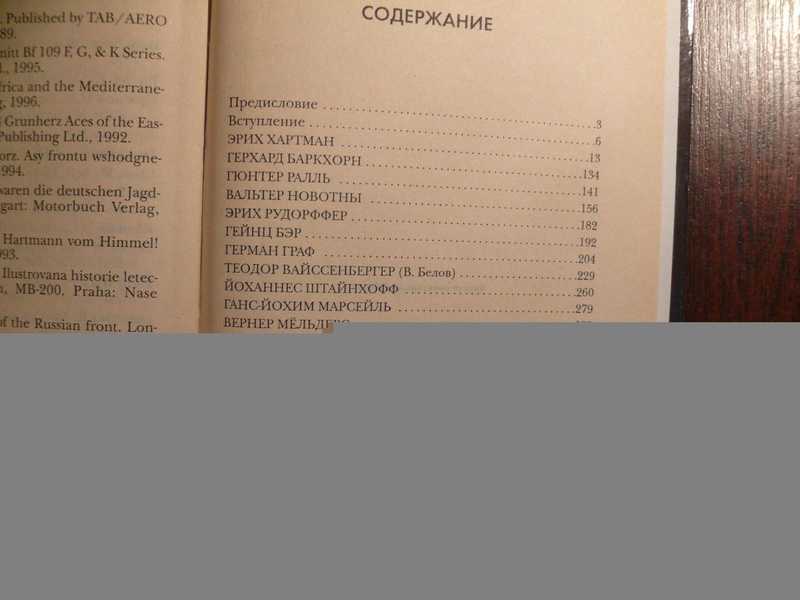 . Published by TAB/AERO
89.
nitt Bf 109 F, G, & K Series.
l., 1995.
frica and the Mediterrane-
g, 1996.
Grunherz Aces of the Eas-
Publishing Ltd., 1992.
orz. Asy frontu wshodgne-
994.
waren die deutschen Jagd-
gart: Motorbuch Verlag,
Hartmann vom Himmel!
993.
Ilustrovana historie letec-
n, MB-200. Praha: Nase
of the Russian front. Lon-
СОДЕРЖАНИЕ
Предисловие ...3
Вступление ...6
ЭРИХ ХАРТМАН ...13
ГЕРХАРД БАРКХОРН ...134
ГЮНТЕР РАЛЛЬ ...141
ВАЛЬТЕР НОВОТНЫ ...156
ЭРИХ РУДОРФФЕР ...182
ГЕЙНЦ БЭР ...192
ГЕРМАН ГРАФ ...204
ТЕОДОР ВАЙССЕНБЕРГЕР (В. Белов) ...229
ЙОХАННЕС ШТАЙНХОФФ ...260
ГАНС-ЙОХИМ МАРСЕЙЛЬ ...279
ВЕРНЕР МЁЛЬДЕРС